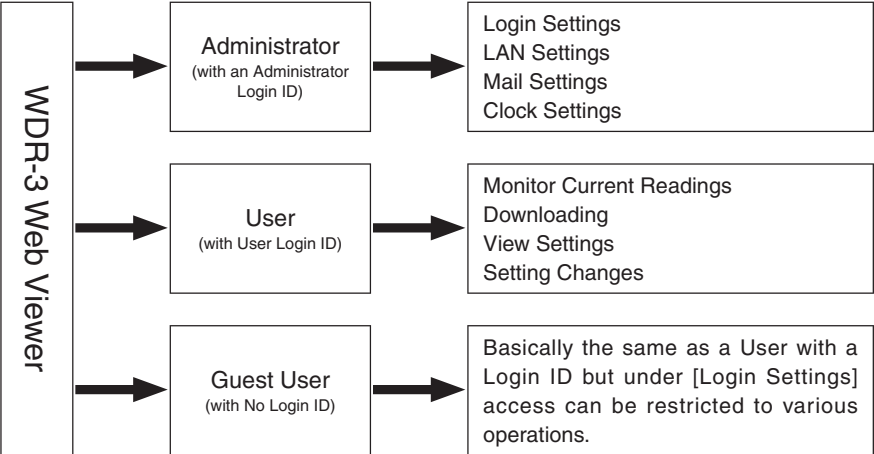 WDR-3 Web Viewer
Administrator
(with an Administrator
Login ID)
Login Settings
LAN Settings
Mail Settings
Clock Settings
User
(with User Login ID)
Monitor Current Readings
Downloading
View Settings
Setting Changes
Guest User
(with No Login ID)
Basically the same as a User with a
Login ID but under [Login Settings]
access can be restricted to various
operations.